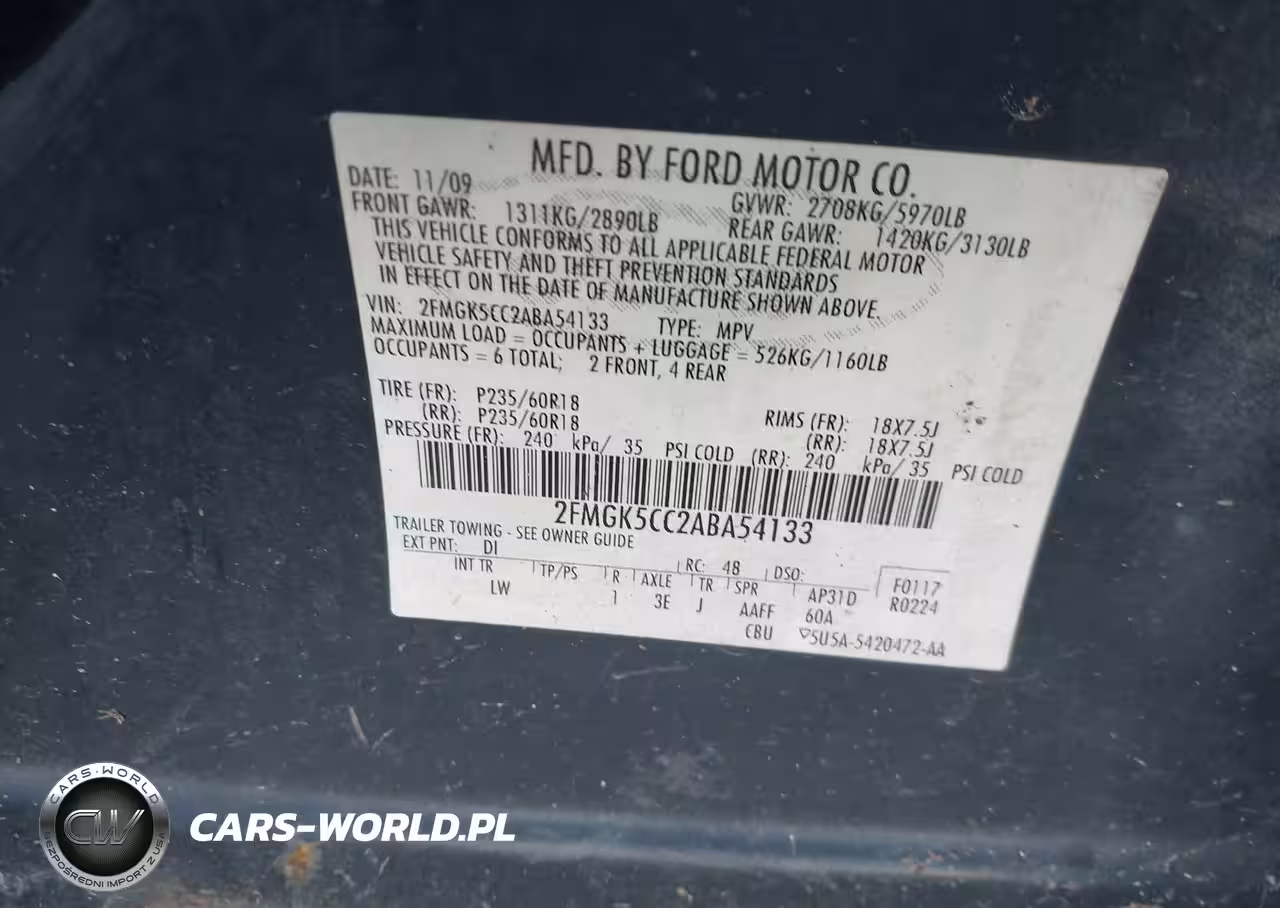 MFD. BY FORD MOTOR CO.
DATE: 11/09 GVWR: 2708KG/5970LB
FRONT GAWR: 1311KG/2890LB REAR GAWR: 1420KG/3130LB
THIS VEHICLE CONFORMS TO ALL APPLICABLE FEDERAL MOTOR
VEHICLE SAFETY AND THEFT PREVENTION STANDARDS
IN EFFECT ON THE DATE OF MANUFACTURE SHOWN ABOVE.
VIN: 2FMGK5CC2ABA54133 TYPE: MPV
MAXIMUM LOAD = OCCUPANTS + LUGGAGE = 526KG/1160LB
OCCUPANTS = 6 TOTAL; 2 FRONT, 4 REAR
TIRE (FR): P235/60R18 RIMS (FR): 18X7.5J
(RR): P235/60R18 (RR): 18X7.5J
PRESSURE (FR): 240 kPa/ 35 PSI COLD (RR): 240 kPa/ 35 PSI COLD
2FMGK5CC2ABA54133
TRAILER TOWING - SEE OWNER GUIDE
EXT PNT: DI RC: 48 DSO: F0117
INT TR TP/PS R AXLE TR SPR AP31D R0224
LW 1 3E J AAFF 60A
CBU ▽5U5A-5420472-AA
CARS-WORLD
CW
BEZPOŚREDNI IMPORT Z USA
CARS-WORLD.PL